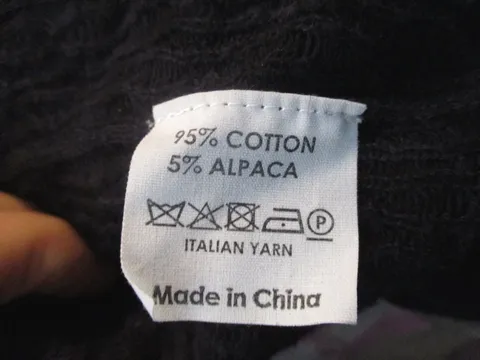 95% COTTON
5% ALPACA
P
ITALIAN YARN
Made in China